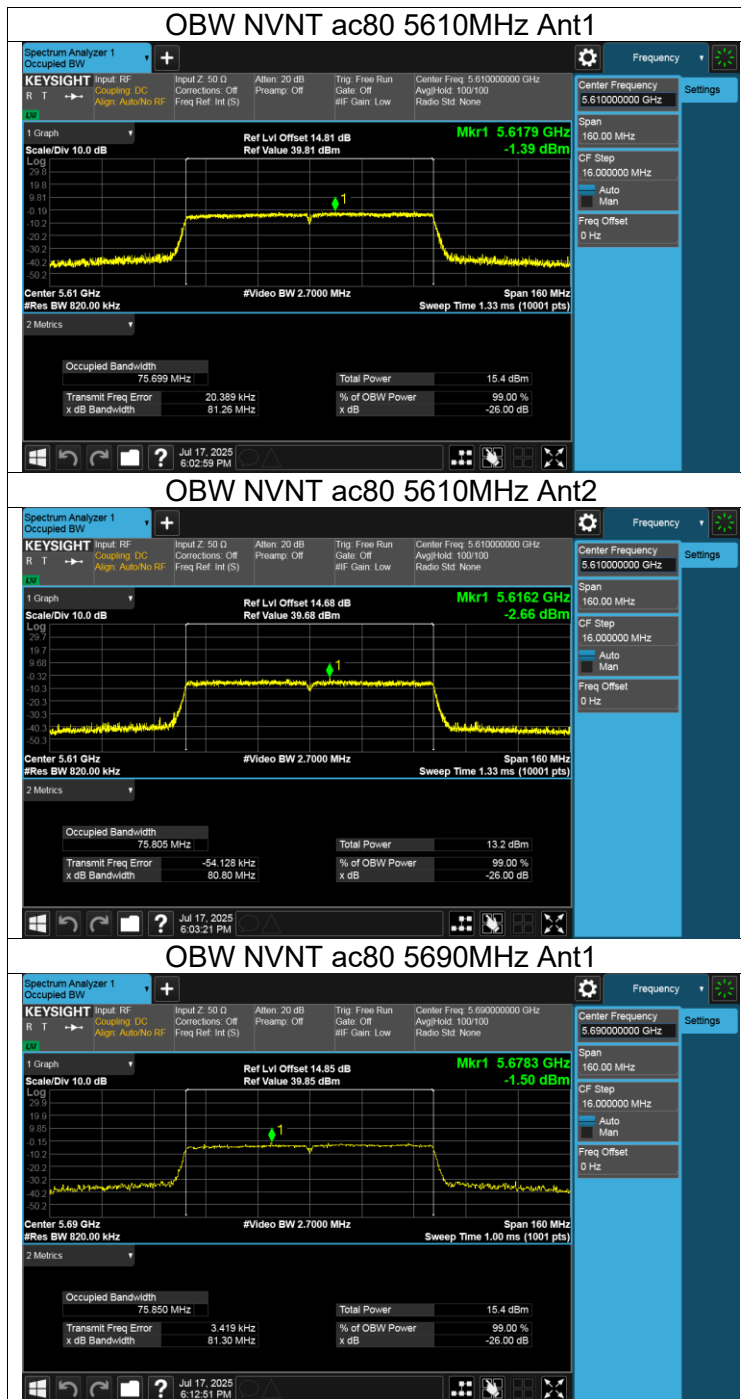 OBW NVNT ac80 5610MHz Ant1
Spectrum Analyzer 1
Occupied BW
Frequency
KEYSIGHT Input: RF Input Z: 50 Ω Atten: 20 dB Trig: Free Run Center Freq: 5.610000000 GHz
R T Coupling: DC Corrections: Off Preamp: Off Gate: Off Avg|Hold: 100/100
Align: Auto/No RF Freq Ref: Int (S) #IF Gain: Low Radio Std: None
LXI
Center Frequency
5.610000000 GHz
Settings
Span
160.00 MHz
CF Step
16.000000 MHz
Auto
Man
Freq Offset
0 Hz
1 Graph Ref Lvl Offset 14.81 dB Mkr1 5.6179 GHz
Scale/Div 10.0 dB Ref Value 39.81 dBm -1.39 dBm
Log
29.8
19.8
9.81
-0.19
-10.2
-20.2
-30.2
-40.2
-50.2
1
Center 5.61 GHz #Video BW 2.7000 MHz Span 160 MHz
#Res BW 820.00 kHz Sweep Time 1.33 ms (10001 pts)
2 Metrics
Occupied Bandwidth
75.699 MHz Total Power 15.4 dBm
Transmit Freq Error 20.389 kHz % of OBW Power 99.00 %
x dB Bandwidth 81.26 MHz x dB -26.00 dB
? Jul 17, 2025
6:02:59 PM
OBW NVNT ac80 5610MHz Ant2
Spectrum Analyzer 1
Occupied BW
Frequency
KEYSIGHT Input: RF Input Z: 50 Ω Atten: 20 dB Trig: Free Run Center Freq: 5.610000000 GHz
R T Coupling: DC Corrections: Off Preamp: Off Gate: Off Avg|Hold: 100/100
Align: Auto/No RF Freq Ref: Int (S) #IF Gain: Low Radio Std: None
LXI
Center Frequency
5.610000000 GHz
Settings
Span
160.00 MHz
CF Step
16.000000 MHz
Auto
Man
Freq Offset
0 Hz
1 Graph Ref Lvl Offset 14.68 dB Mkr1 5.6162 GHz
Scale/Div 10.0 dB Ref Value 39.68 dBm -2.66 dBm
Log
29.7
19.7
9.68
-0.32
-10.3
-20.3
-30.3
-40.3
-50.3
1
Center 5.61 GHz #Video BW 2.7000 MHz Span 160 MHz
#Res BW 820.00 kHz Sweep Time 1.33 ms (10001 pts)
2 Metrics
Occupied Bandwidth
75.805 MHz Total Power 13.2 dBm
Transmit Freq Error -54.128 kHz % of OBW Power 99.00 %
x dB Bandwidth 80.80 MHz x dB -26.00 dB
? Jul 17, 2025
6:03:21 PM
OBW NVNT ac80 5690MHz Ant1
Spectrum Analyzer 1
Occupied BW
Frequency
KEYSIGHT Input: RF Input Z: 50 Ω Atten: 20 dB Trig: Free Run Center Freq: 5.690000000 GHz
R T Coupling: DC Corrections: Off Preamp: Off Gate: Off Avg|Hold: 100/100
Align: Auto/No RF Freq Ref: Int (S) #IF Gain: Low Radio Std: None
LXI
Center Frequency
5.690000000 GHz
Settings
Span
160.00 MHz
CF Step
16.000000 MHz
Auto
Man
Freq Offset
0 Hz
1 Graph Ref Lvl Offset 14.85 dB Mkr1 5.6783 GHz
Scale/Div 10.0 dB Ref Value 39.85 dBm -1.50 dBm
Log
29.9
19.9
9.85
-0.15
-10.2
-20.2
-30.2
-40.2
-50.2
1
Center 5.69 GHz #Video BW 2.7000 MHz Span 160 MHz
#Res BW 820.00 kHz Sweep Time 1.00 ms (1001 pts)
2 Metrics
Occupied Bandwidth
75.850 MHz Total Power 15.4 dBm
Transmit Freq Error 3.419 kHz % of OBW Power 99.00 %
x dB Bandwidth 81.30 MHz x dB -26.00 dB
? Jul 17, 2025
6:12:51 PM